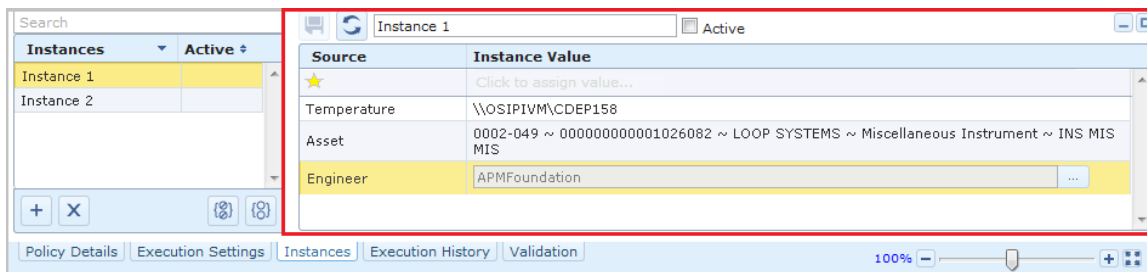 Search
Instances Active
Instance 1
Instance 2
Instance 1 Active
Source Instance Value
Click to assign value...
Temperature \\OSIPIVM\CDEP158
Asset 0002-049 ~ 000000000001026082 ~ LOOP SYSTEMS ~ Miscellaneous Instrument ~ INS MIS
MIS
Engineer APMFoundation ...
Policy Details Execution Settings Instances Execution History Validation
100%